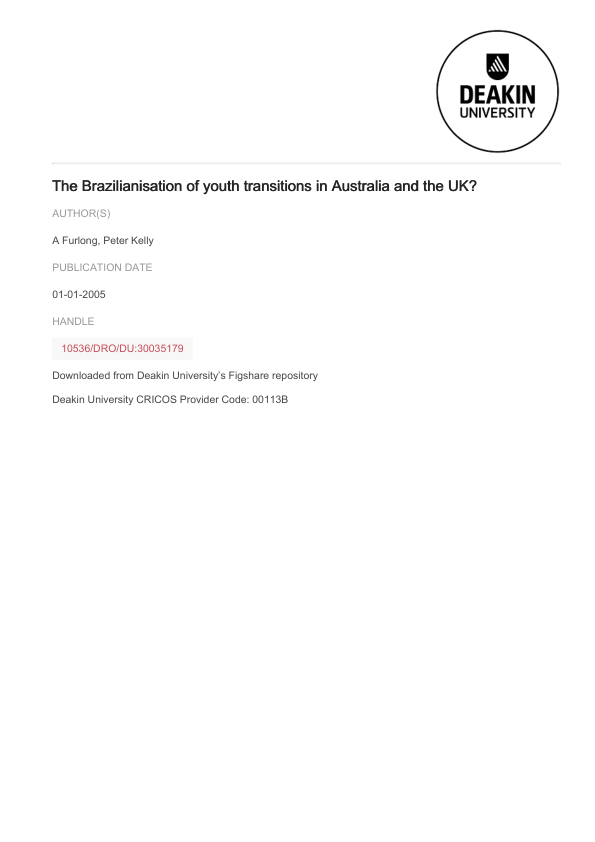 DEAKIN
UNIVERSITY
The Brazilianisation of youth transitions in Australia and the UK?
AUTHOR(S)
A Furlong, Peter Kelly
PUBLICATION DATE
01-01-2005
HANDLE
10536/DRO/DU:30035179
Downloaded from Deakin University’s Figshare repository
Deakin University CRICOS Provider Code: 00113B